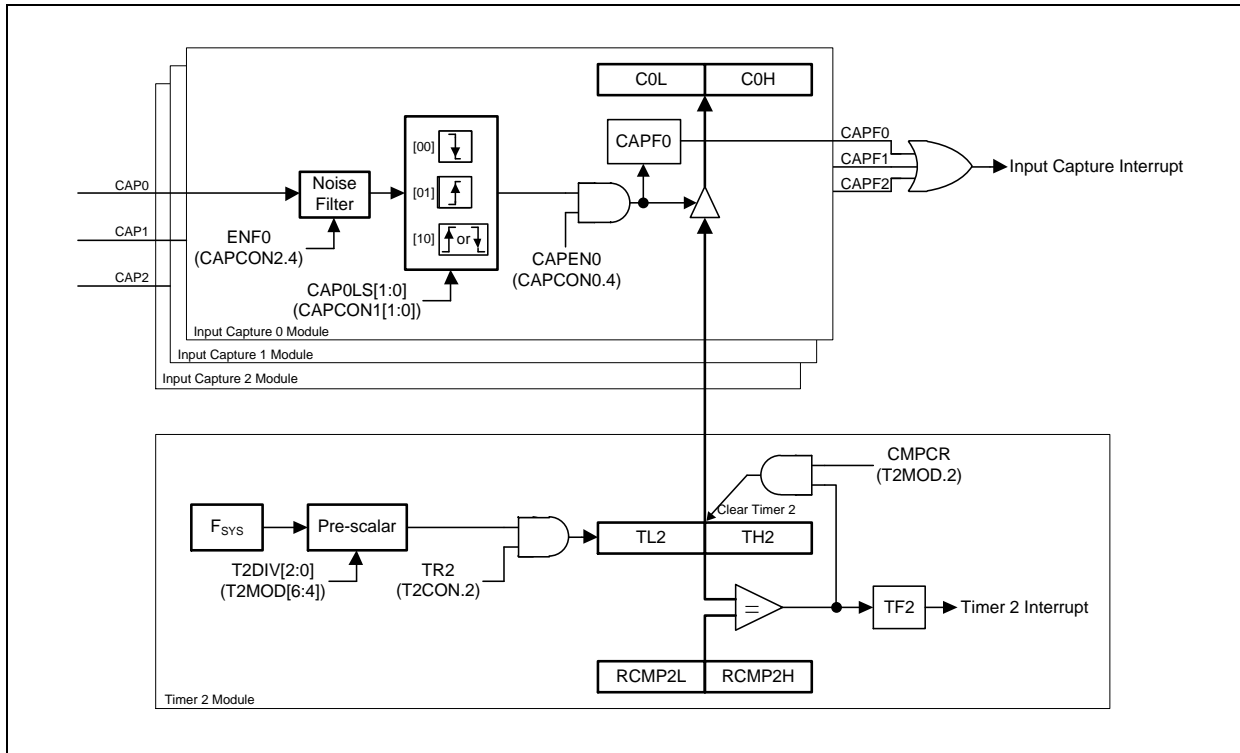 C0L C0H
CAPF0
CAPF0
CAPF1
CAPF2
Input Capture Interrupt
[00]
[01]
[10] or
CAP0
CAP1
CAP2
Noise
Filter
ENF0
(CAPCON2.4)
CAP0LS[1:0]
(CAPCON1[1:0])
CAPEN0
(CAPCON0.4)
Input Capture 0 Module
Input Capture 1 Module
Input Capture 2 Module
CMPCR
(T2MOD.2)
Clear Timer 2
FSYS
Pre-scalar
T2DIV[2:0]
(T2MOD[6:4])
TR2
(T2CON.2)
TL2 TH2
=
TF2
Timer 2 Interrupt
RCMP2L RCMP2H
Timer 2 Module